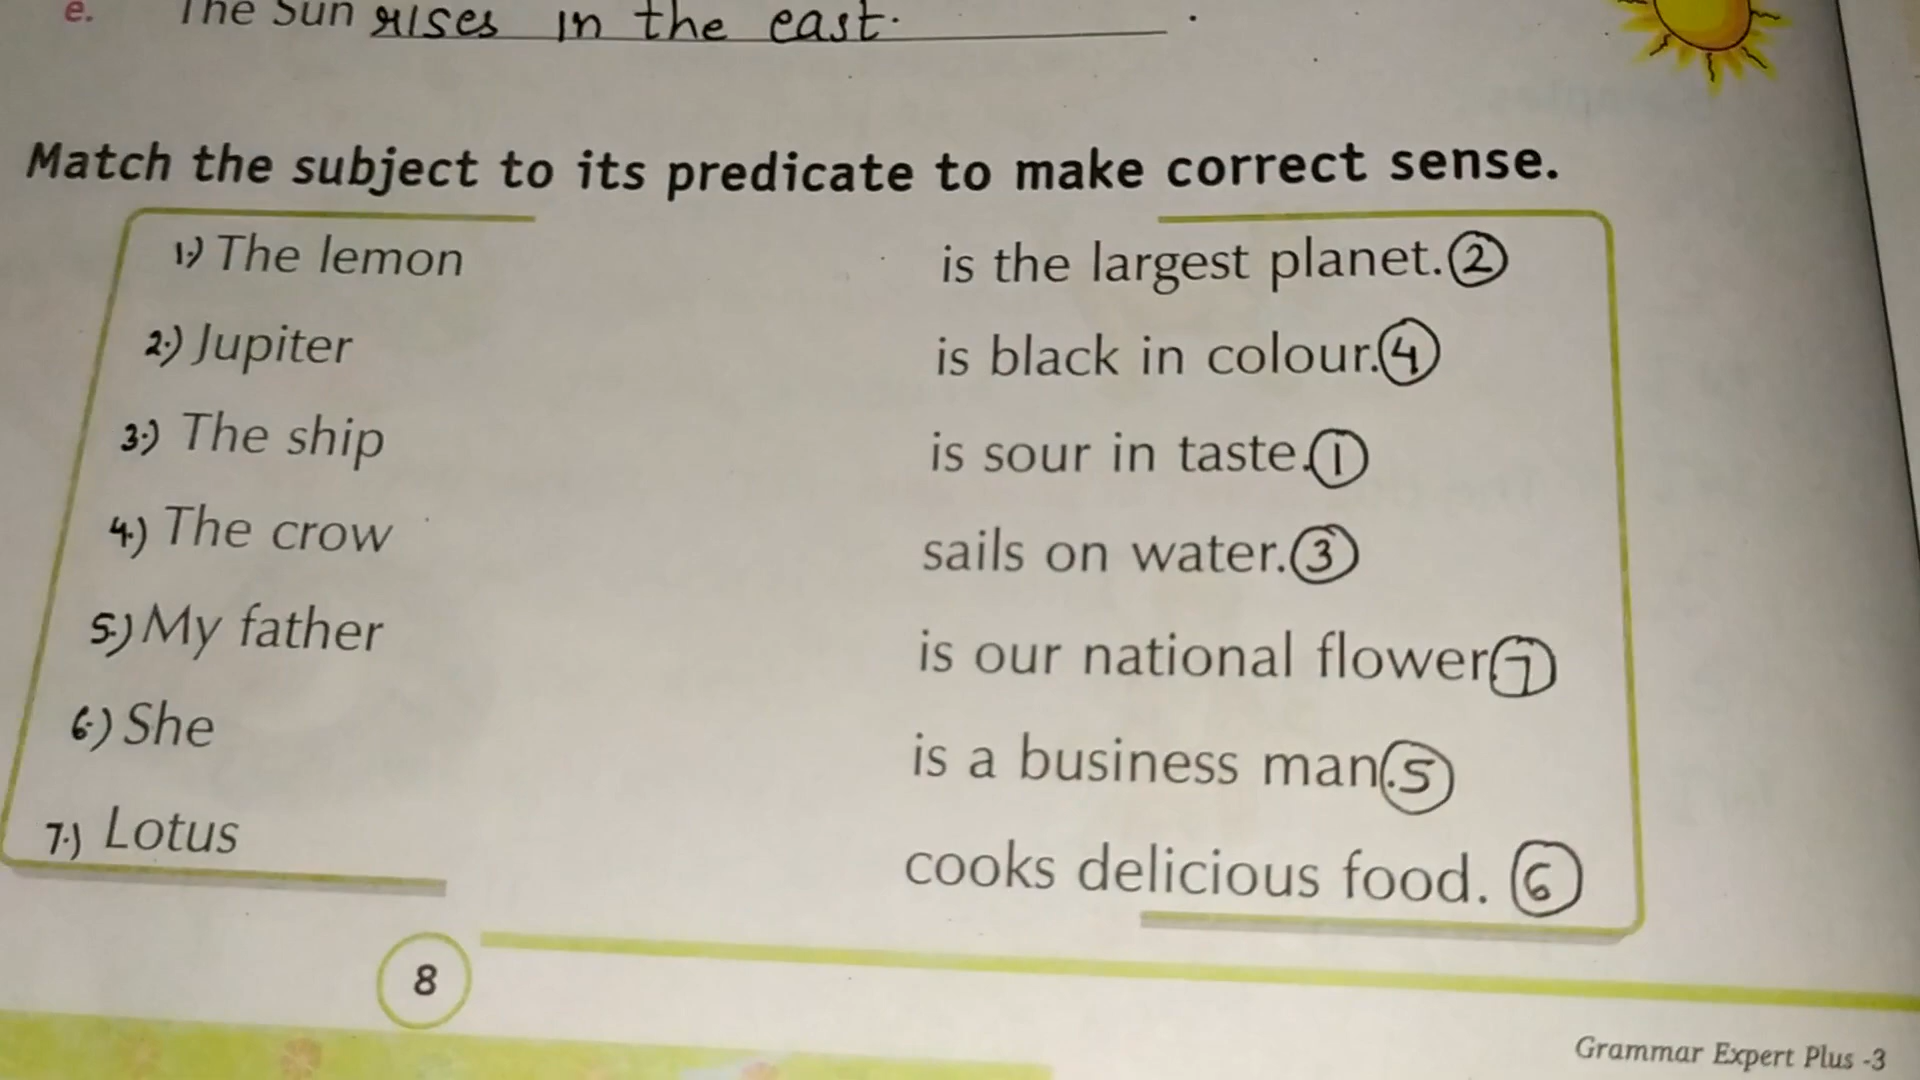 e. The Sun rises in the east. .
Match the subject to its predicate to make correct sense.
1.) The lemon is the largest planet. 2
2.) Jupiter is black in colour. 4
3.) The ship is sour in taste. 1
4.) The crow sails on water. 3
5.) My father is our national flower. 7
6.) She is a business man. 5
7.) Lotus cooks delicious food. 6
8
Grammar Expert Plus -3